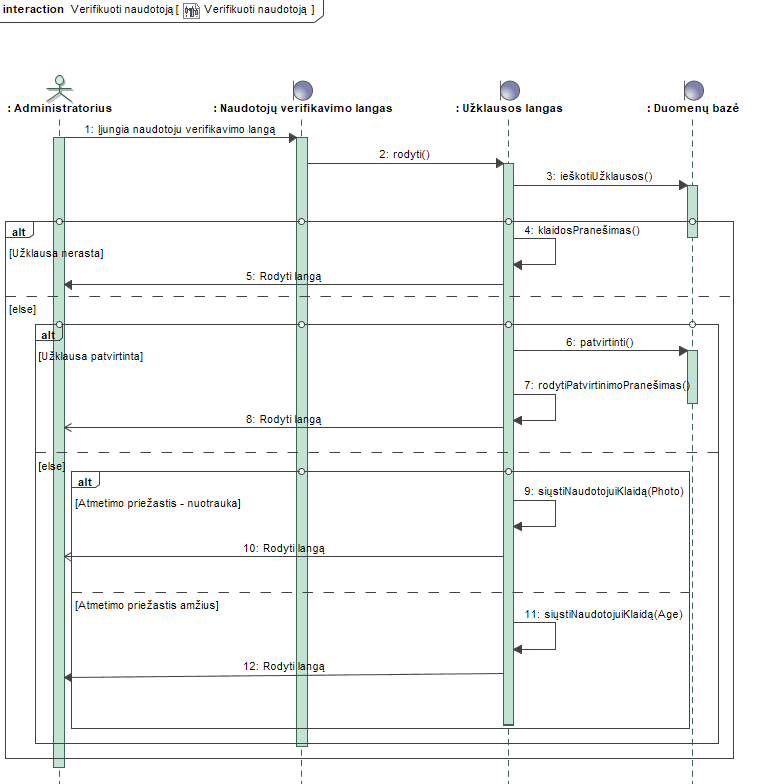 interaction Verifikuoti naudotoją [ Verifikuoti naudotoją ]
: Administratorius
: Naudotojų verifikavimo langas
: Užklausos langas
: Duomenų bazė
1: Įjungia naudotoju verifikavimo langą
2: rodyti()
3: ieškotiUžklausos()
alt
4: klaidosPranešimas()
[Užklausa nerasta]
5: Rodyti langą
[else]
alt
6: patvirtinti()
[Užklausa patvirtinta]
7: rodytiPatvirtinimoPranešimas()
8: Rodyti langą
[else]
alt
9: siųstiNaudotojuiKlaidą(Photo)
[Atmetimo priežastis - nuotrauka]
10: Rodyti langą
[Atmetimo priežastis amžius]
11: siųstiNaudotojuiKlaidą(Age)
12: Rodyti langą